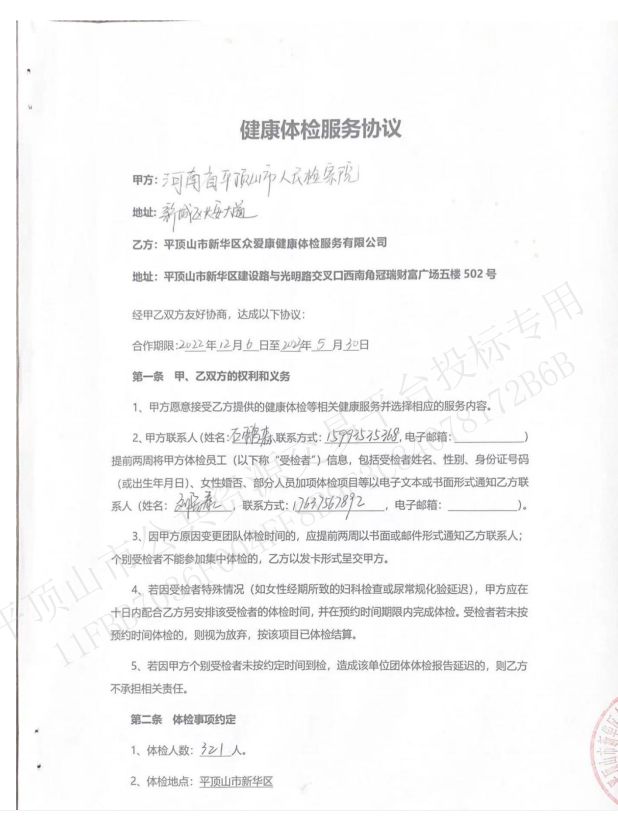 健康体检服务协议
甲方：河南省平顶山市人民检察院
地址：新城区长安大道
乙方：平顶山市新华区众爱康健康体检服务有限公司
地址：平顶山市新华区建设路与光明路交叉口西南角冠瑞财富广场五楼 502 号
经甲乙双方友好协商，达成以下协议：
合作期限:2022年12月6日至2023年5月30日
第一条 甲、乙双方的权利和义务
1、甲方愿意接受乙方提供的健康体检等相关健康服务并选择相应的服务内容。
2、甲方联系人（姓名：联系方式：15993535368，电子邮箱：）
提前两周将甲方体检员工（以下称“受检者”）信息，包括受检者姓名、性别、身份证号码
（或出生年月日）、女性婚否、部分人员加项体检项目等以电子文本或书面形式通知乙方联
系人（姓名：，联系方式：17637567892，电子邮箱：）。
3、因甲方原因变更团队体检时间的，应提前两周以书面或邮件形式通知乙方联系人；
个别受检者不能参加集中体检的，乙方以发卡形式呈交甲方。
4、若因受检者特殊情况（如女性经期所致的妇科检查或尿常规化验延迟），甲方应在
十日内配合乙方另安排该受检者的体检时间，并在预约时间期限内完成体检。受检者若未按
预约时间体检的，则视为放弃，按该项目已体检结算。
5、若因甲方个别受检者未按约定时间到检，造成该单位团体体检报告延迟的，则乙方
不承担相关责任。
第二条 体检事项约定
1、体检人数：321人。
2、体检地点：平顶山市新华区